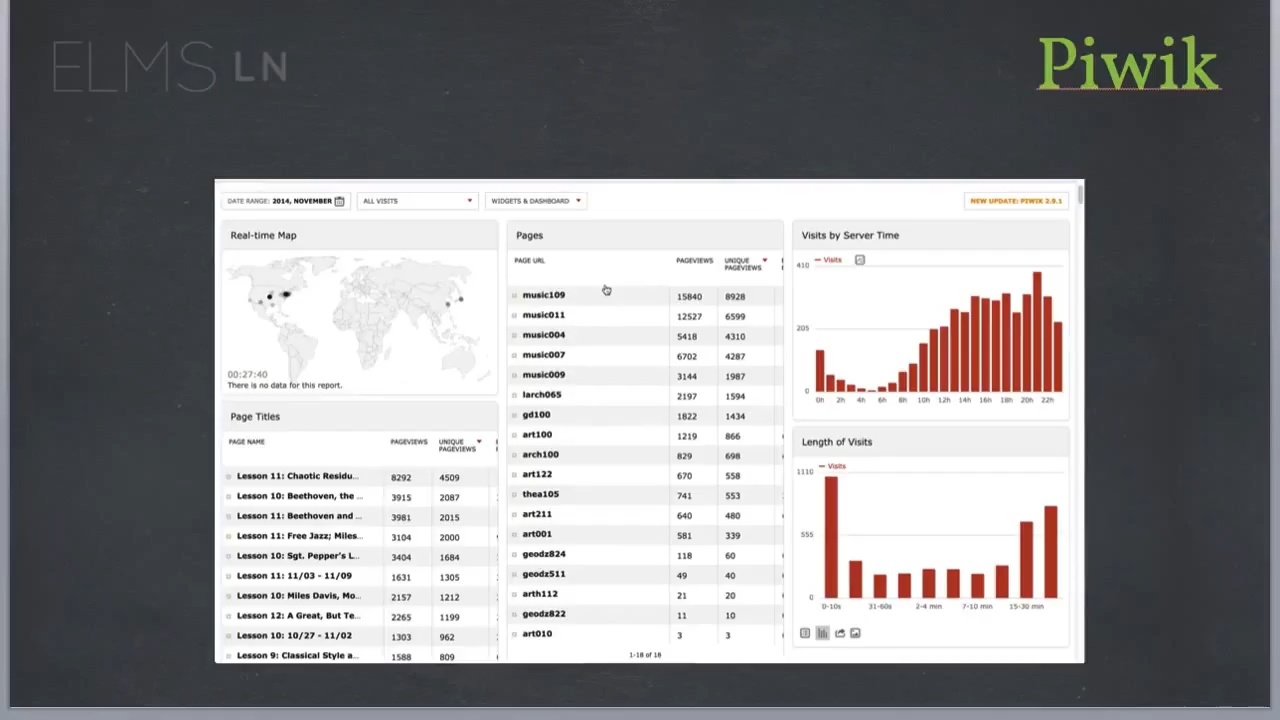 ELMS LN
Piwik
DATE RANGE: 2014, NOVEMBER
ALL VISITS
WIDGETS & DASHBOARD
NEW UPDATE: PIWIK 2.9.1
Real-time Map
00:27:40
There is no data for this report.
Page Titles
PAGE NAME PAGEVIEWS UNIQUE PAGEVIEWS
Lesson 11: Chaotic Residu... 8292 4509
Lesson 10: Beethoven, the ... 3915 2087
Lesson 11: Beethoven and ... 3981 2015
Lesson 11: Free Jazz; Miles... 3104 2000
Lesson 10: Sgt. Pepper's L... 3404 1684
Lesson 11: 11/03 - 11/09 1631 1305
Lesson 10: Miles Davis, Mo... 2157 1212
Lesson 12: A Great, But Te... 2265 1199
Lesson 10: 10/27 - 11/02 1303 962
Lesson 9: Classical Style a... 1588 809
Pages
PAGE URL PAGEVIEWS UNIQUE PAGEVIEWS
music109 15840 8928
music011 12527 6599
music004 5418 4310
music007 6702 4287
music009 3144 1987
larch065 2197 1594
gd100 1822 1434
art100 1219 866
arch100 829 698
art122 670 558
thea105 741 553
art211 640 480
art001 581 339
geodz824 118 60
geodz511 49 40
arth112 21 20
geodz822 11 10
art010 3 3
1-18 of 18
Visits by Server Time
Visits
410
205
0
0h 2h 4h 6h 8h 10h 12h 14h 16h 18h 20h 22h
Length of Visits
Visits
1110
555
0
0-10s 31-60s 2-4 min 7-10 min 15-30 min